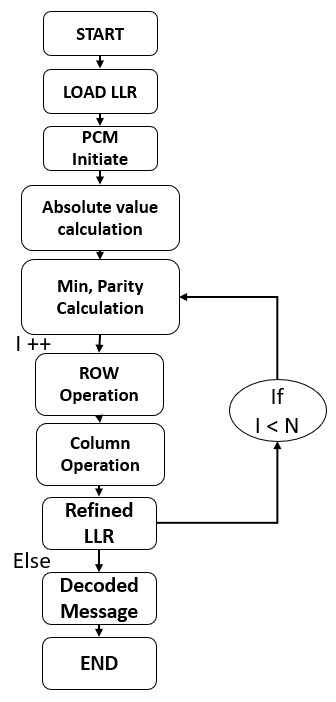 START
LOAD LLR
PCM
Initiate
Absolute value
calculation
Min, Parity
Calculation
I ++
ROW
Operation
If
I < N
Column
Operation
Refined
LLR
Else
Decoded
Message
END